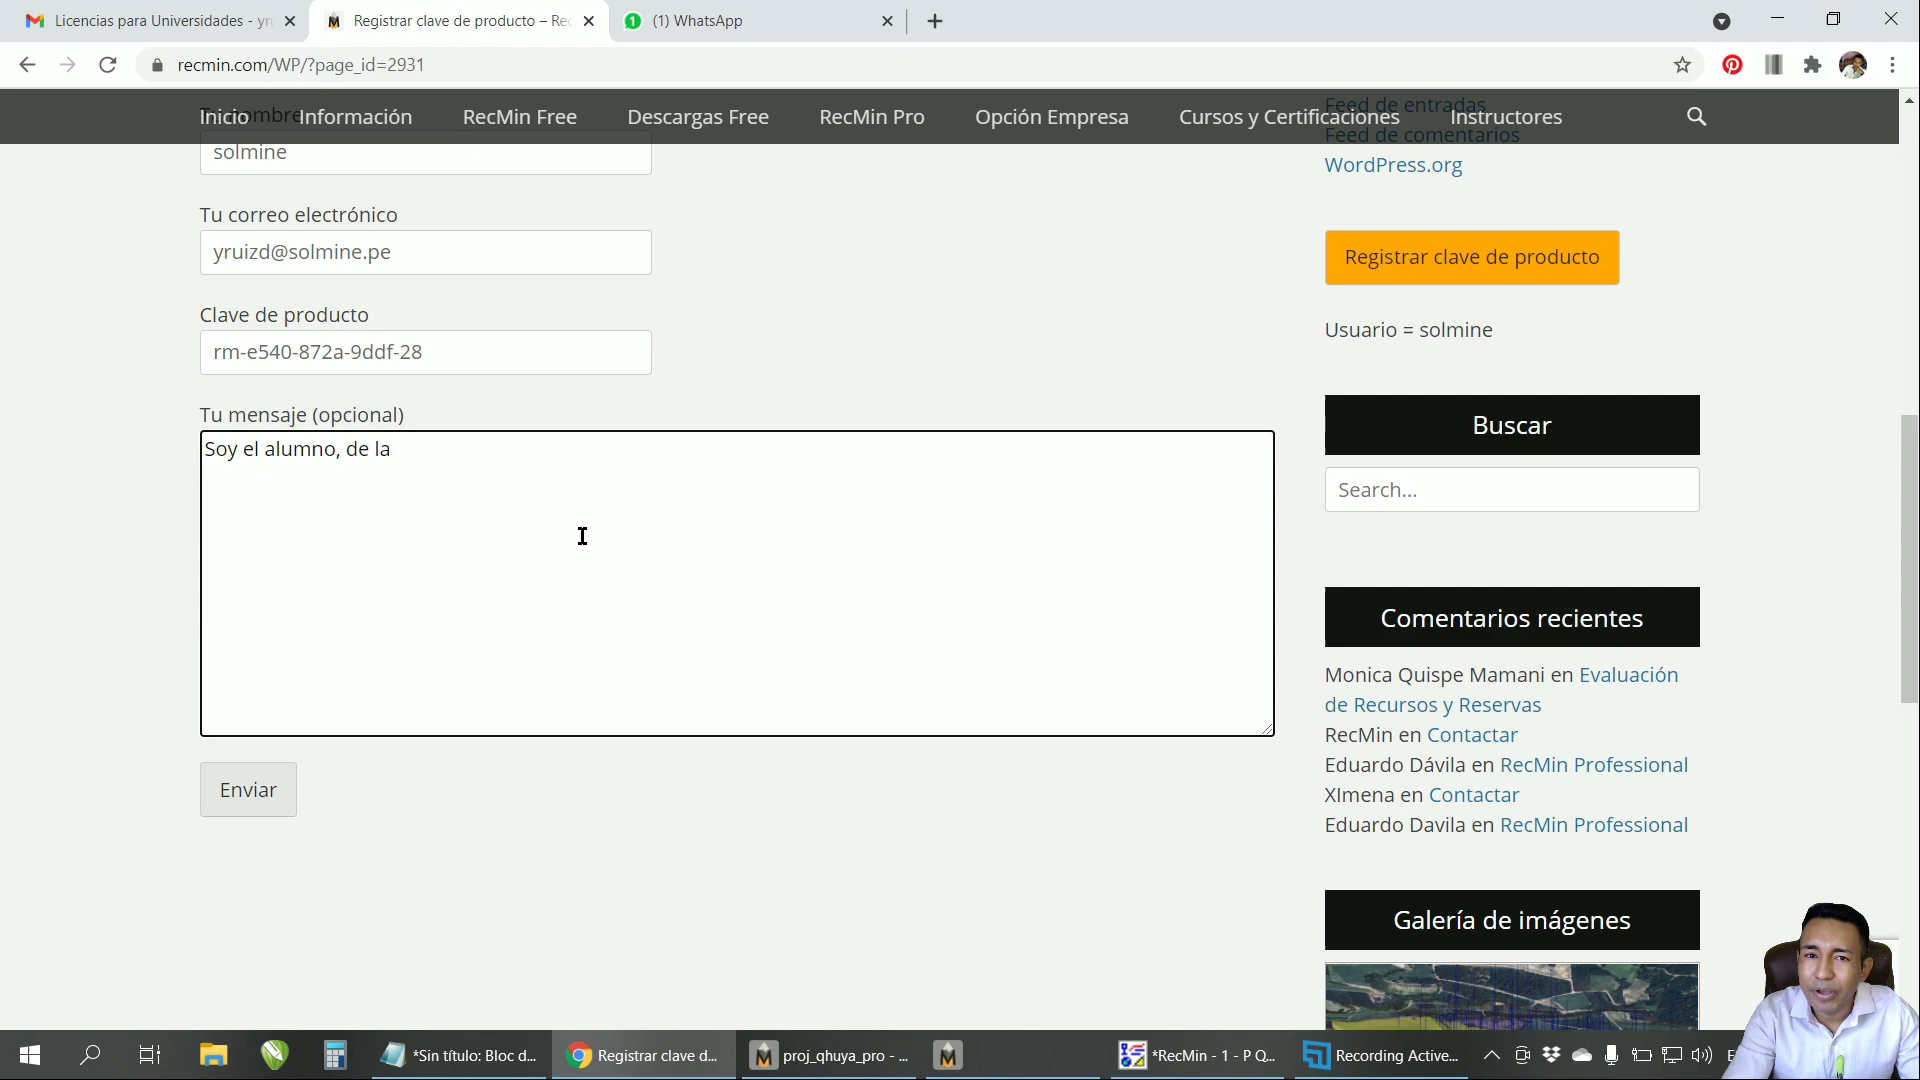 Licencias para Universidades - yru
Registrar clave de producto – Rec
(1) WhatsApp
recmin.com/WP/?page_id=2931
Inicio
Información
RecMin Free
Descargas Free
RecMin Pro
Opción Empresa
Cursos y Certificaciones
Instructores
Tu nombre
solmine
Tu correo electrónico
yruizd@solmine.pe
Clave de producto
rm-e540-872a-9ddf-28
Tu mensaje (opcional)
Soy el alumno, de la
Enviar
Feed de entradas
Feed de comentarios
WordPress.org
Registrar clave de producto
Usuario = solmine
Buscar
Search...
Comentarios recientes
Monica Quispe Mamani en Evaluación
de Recursos y Reservas
RecMin en Contactar
Eduardo Dávila en RecMin Professional
XImena en Contactar
Eduardo Davila en RecMin Professional
Galería de imágenes
*Sin título: Bloc d...
Registrar clave d...
proj_qhuya_pro - ...
*RecMin - 1 - P Q...
Recording Active...